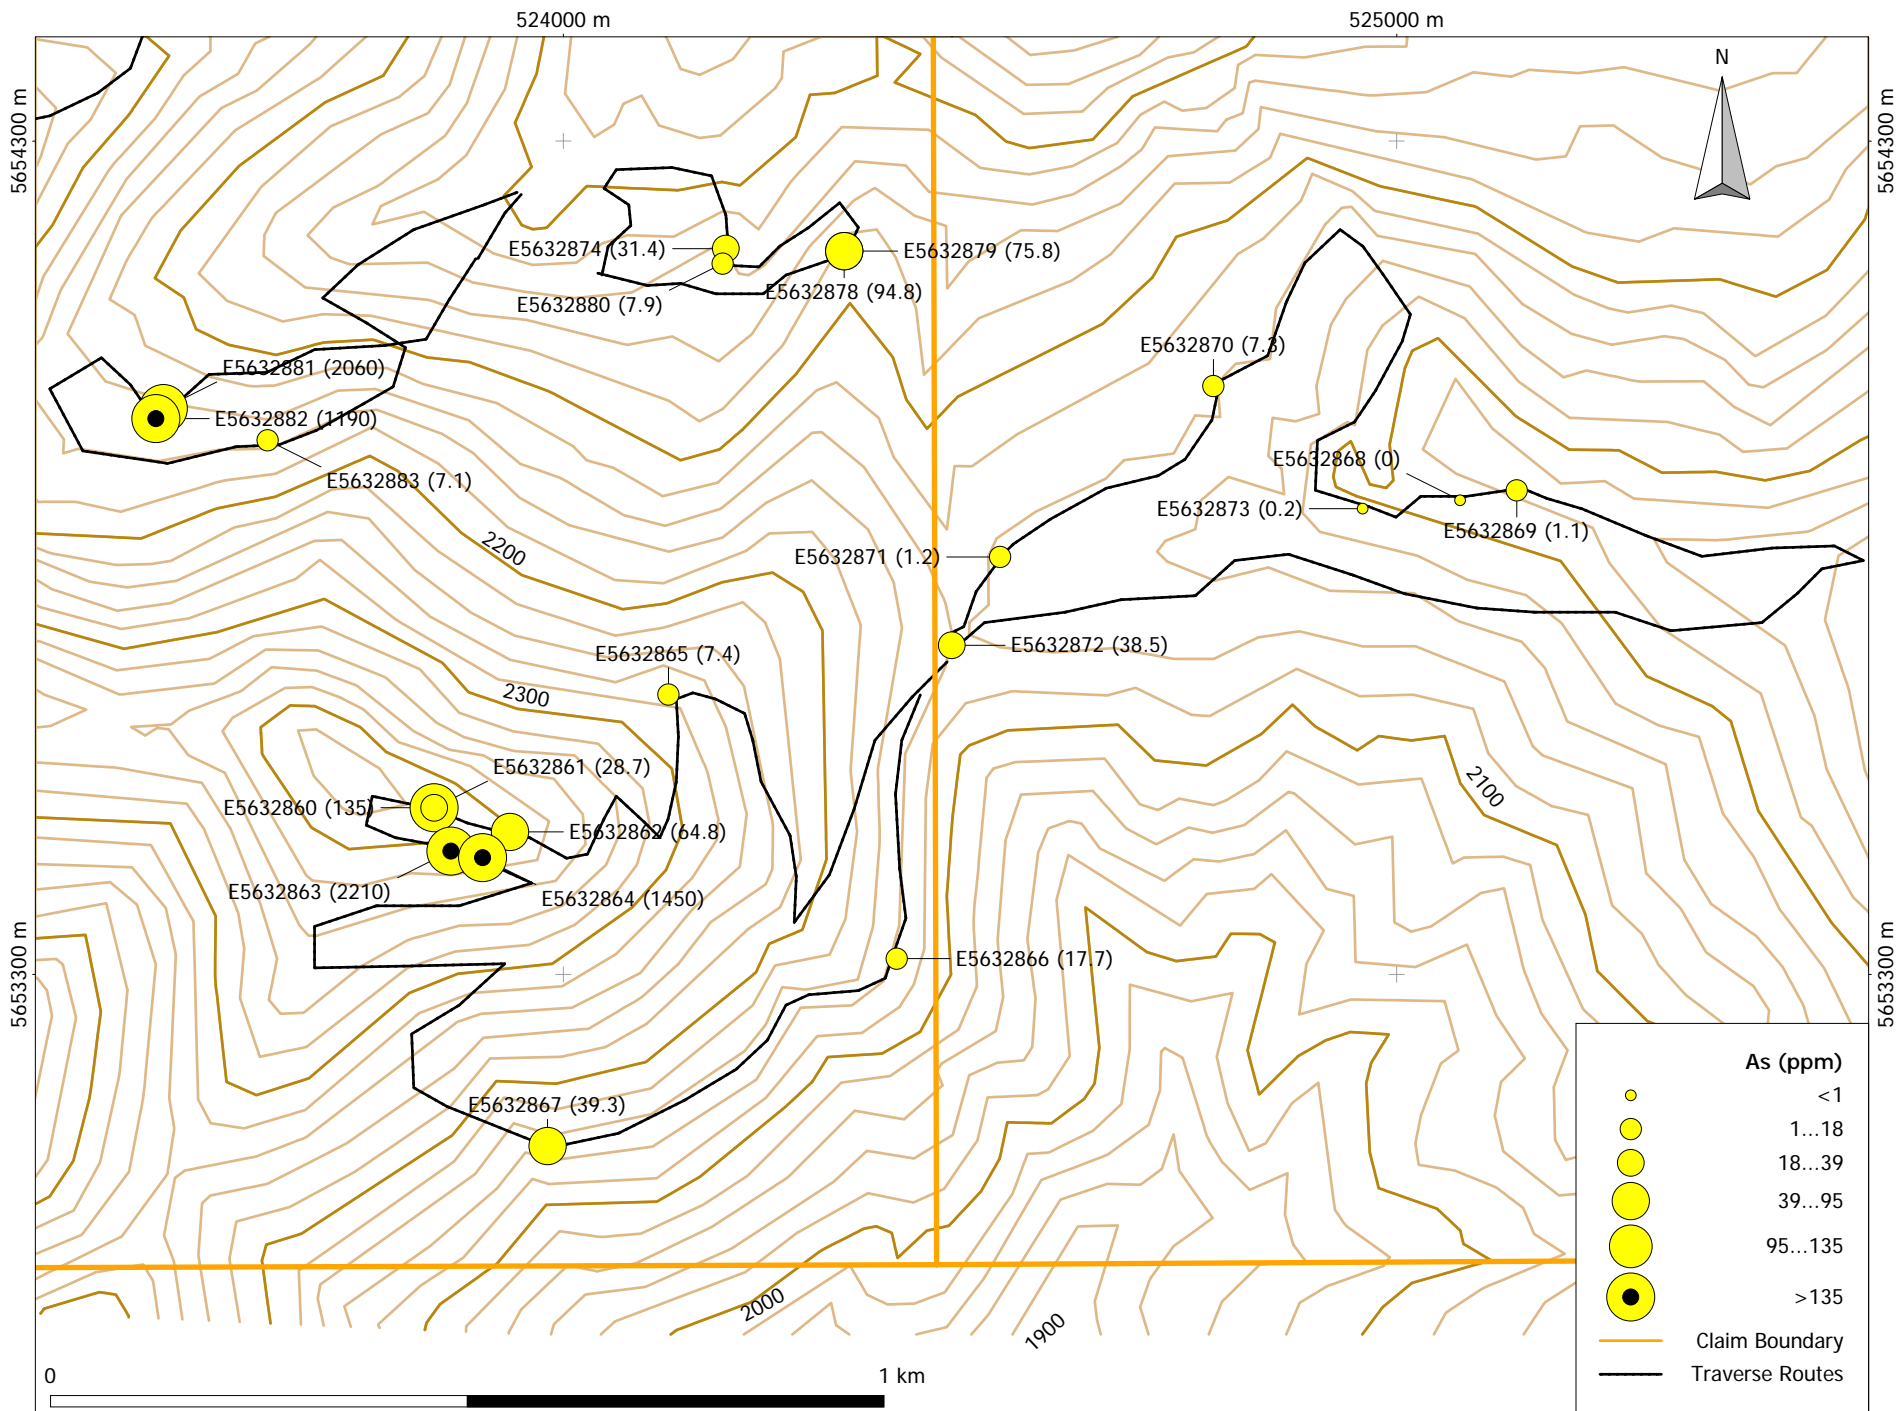 524000 m
525000 m
5654300 m
5654300 m
N
E5632874 (31.4)
E5632879 (75.8)
E5632880 (7.9)
E5632878 (94.8)
E5632870 (7.3)
E5632881 (2060)
E5632882 (1190)
E5632883 (7.1)
E5632868 (0)
E5632873 (0.2)
E5632869 (1.1)
2200
E5632871 (1.2)
E5632872 (38.5)
E5632865 (7.4)
2300
E5632861 (28.7)
E5632860 (135)
2100
E5632862 (64.8)
E5632863 (2210)
E5632864 (1450)
E5632866 (17.7)
5653300 m
5653300 m
E5632867 (39.3)
As (ppm)
<1
1...18
18...39
39...95
95...135
>135
Claim Boundary
Traverse Routes
2000
1900
0
1 km